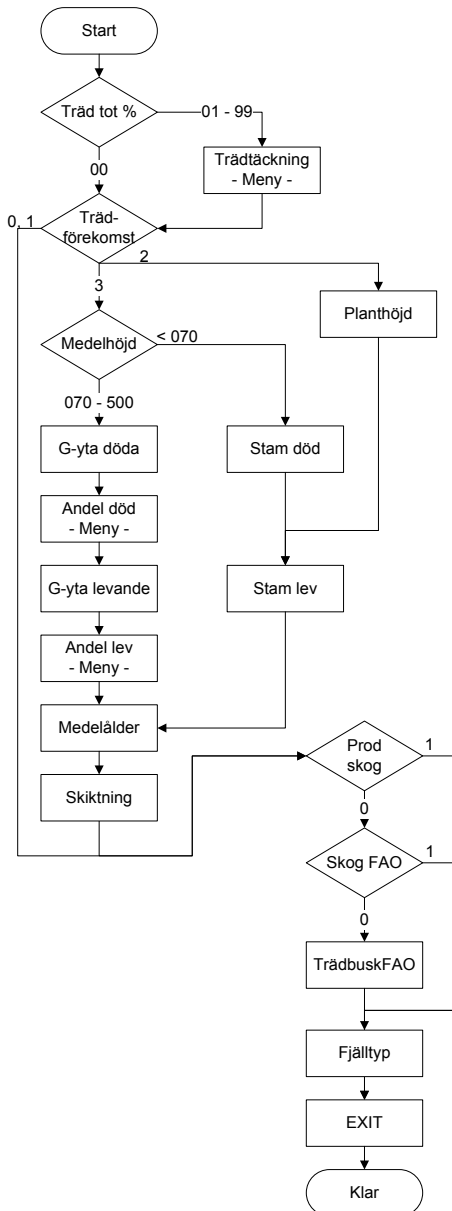 Start
Träd tot %
01 - 99
Trädtäckning
- Meny -
00
0, 1
Träd-
förekomst
2
3
Planthöjd
Medelhöjd
< 070
070 - 500
G-yta döda
Stam död
Andel död
- Meny -
G-yta levande
Stam lev
Andel lev
- Meny -
Medelålder
Prod
skog
1
Skiktning
0
Skog FAO
1
0
TrädbuskFAO
Fjälltyp
EXIT
Klar